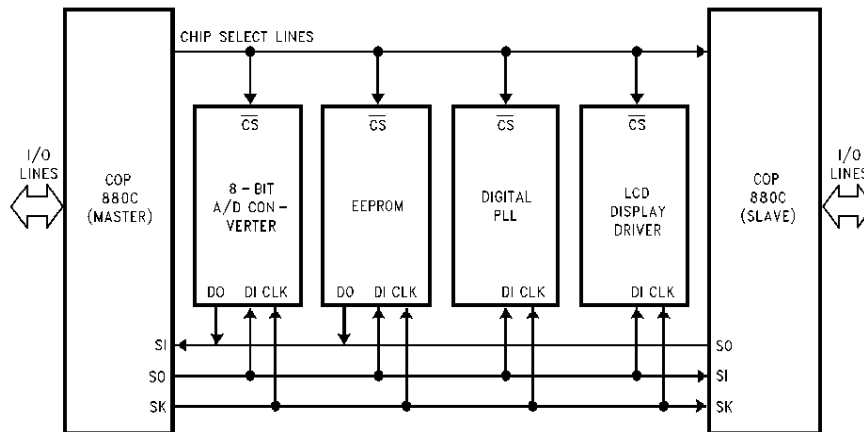 CHIP SELECT LINES
CS
CS
CS
CS
I/O
LINES
COP
880C
(MASTER)
8-BIT
A/D CON-
VERTER
EEPROM
DIGITAL
PLL
LCD
DISPLAY
DRIVER
COP
880C
(SLAVE)
I/O
LINES
DO DI CLK
DO DI CLK
DI CLK
DI CLK
SI
SO
SO
SI
SK
SK